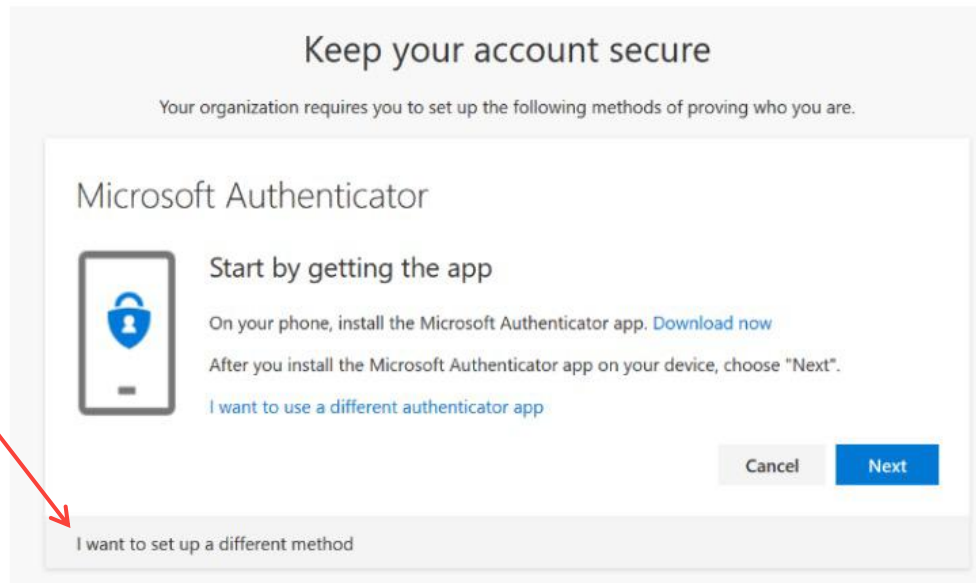 Keep your account secure
Your organization requires you to set up the following methods of proving who you are.
Microsoft Authenticator
Start by getting the app
On your phone, install the Microsoft Authenticator app. Download now
After you install the Microsoft Authenticator app on your device, choose "Next".
I want to use a different authenticator app
Cancel Next
I want to set up a different method